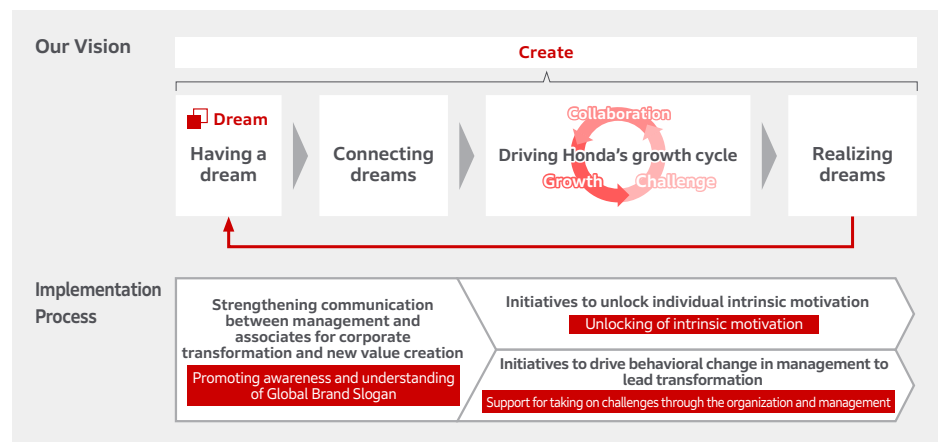 Our Vision
Create
Dream
Having a
dream
Connecting
dreams
Collaboration
Driving Honda's growth cycle
Growth
Challenge
Realizing
dreams
Implementation
Process
Strengthening communication
between management and
associates for corporate
transformation and new value creation
Promoting awareness and understanding
of Global Brand Slogan
Initiatives to unlock individual intrinsic motivation
Unlocking of intrinsic motivation
Initiatives to drive behavioral change in management to
lead transformation
Support for taking on challenges through the organization and management